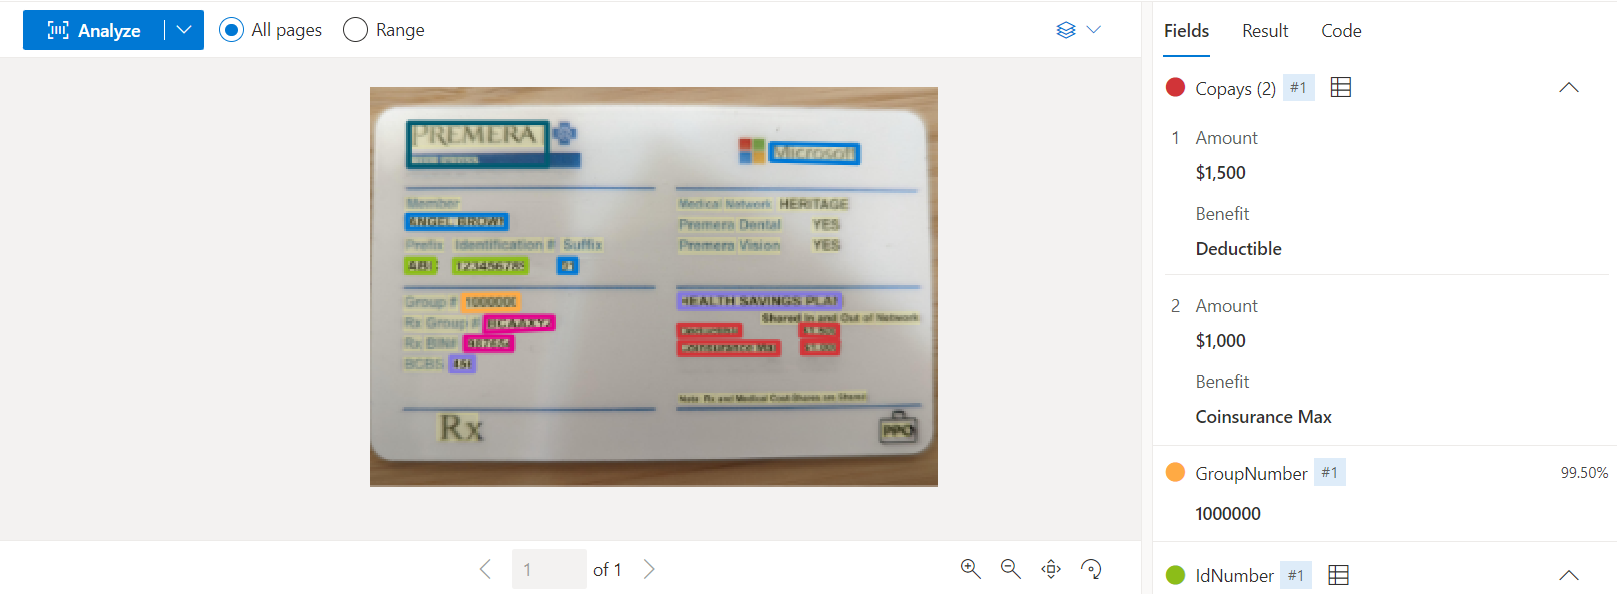 Analyze
All pages
Range
PREMERA
Microsoft
Member
ANGEL BROWN
Prefix Identification # Suffix
ABC 123456789
Group # 1000000
Rx Group #
Rx BIN# 987654
BCBS 456
Rx
Medical Network HERITAGE
Premera Dental YES
Premera Vision YES
HEALTH SAVINGS PLAN
Shared In and Out of Network
Deductible $1,500
Coinsurance Max $1,000
Note: Rx and Medical Cost Shares are Shared
PPO
1 of 1
Fields Result Code
Copays (2) #1
1 Amount
$1,500
Benefit
Deductible
2 Amount
$1,000
Benefit
Coinsurance Max
GroupNumber #1 99.50%
1000000
IdNumber #1